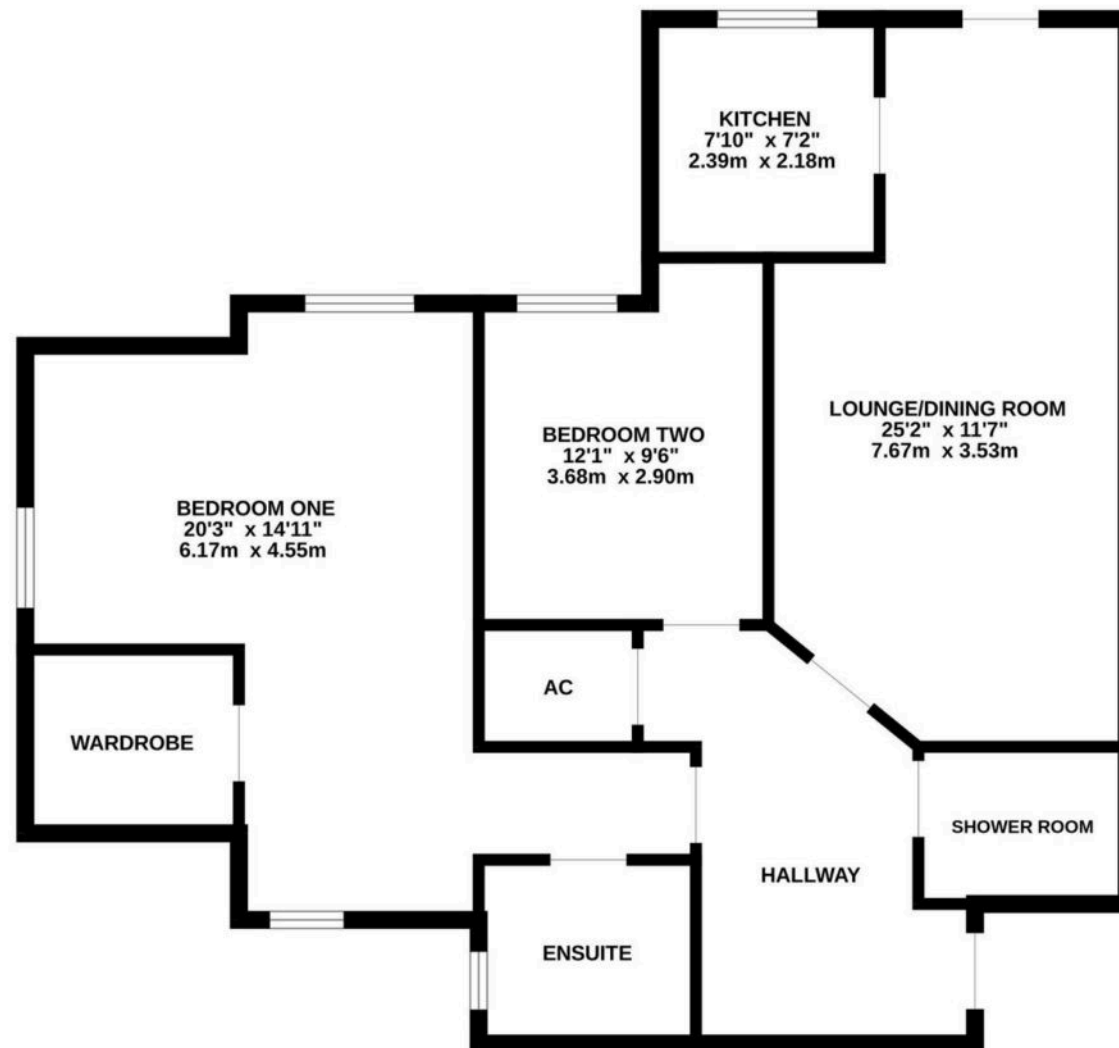 KITCHEN
7'10" x 7'2"
2.39m x 2.18m
LOUNGE/DINING ROOM
25'2" x 11'7"
7.67m x 3.53m
BEDROOM TWO
12'1" x 9'6"
3.68m x 2.90m
BEDROOM ONE
20'3" x 14'11"
6.17m x 4.55m
AC
WARDROBE
SHOWER ROOM
HALLWAY
ENSUITE